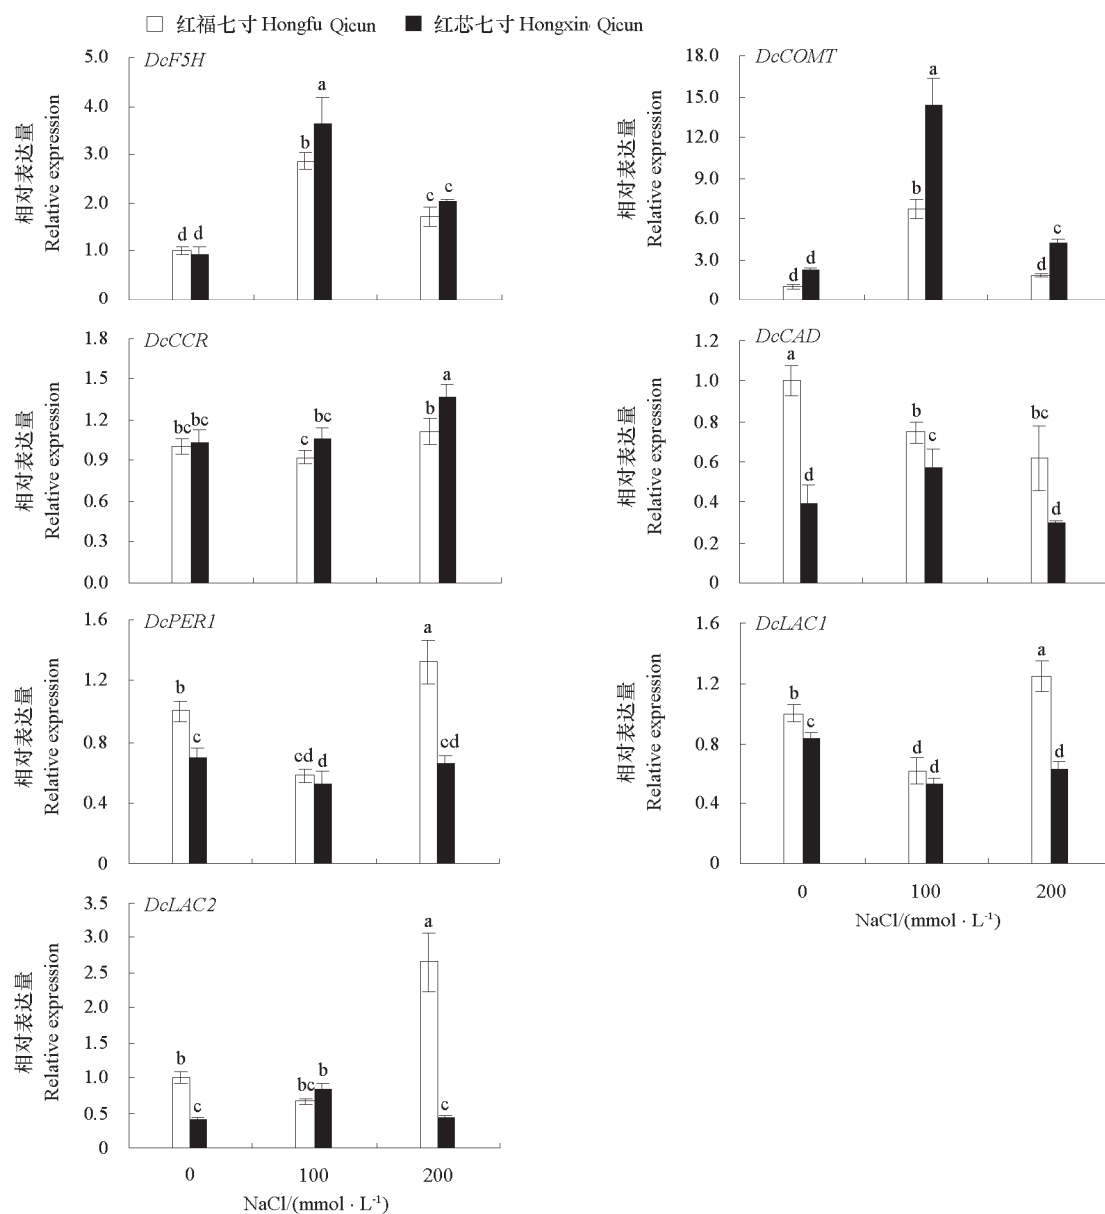 红福七寸 Hongfu Qicun 红芯七寸 Hongxin Qicun
DcF5H
相对表达量
Relative expression
5.0
4.0
3.0
2.0
1.0
0
d d
b a
c c
DcCOMT
相对表达量
Relative expression
18.0
15.0
12.0
9.0
6.0
3.0
0
d d
b a
d c
DcCCR
相对表达量
Relative expression
1.8
1.5
1.2
0.9
0.6
0.3
0.0
bc bc
c bc
b a
DcCAD
相对表达量
Relative expression
1.2
1.0
0.8
0.6
0.4
0.2
0
a d
b c
bc d
DcPER1
相对表达量
Relative expression
1.6
1.2
0.8
0.4
0
b c
cd d
a cd
DcLAC1
相对表达量
Relative expression
1.6
1.2
0.8
0.4
0
b c
d d
a d
0 100 200
NaCl/(mmol · L⁻¹)
DcLAC2
相对表达量
Relative expression
3.5
3.0
2.5
2.0
1.5
1.0
0.5
0
b c
bc b
a c
0 100 200
NaCl/(mmol · L⁻¹)